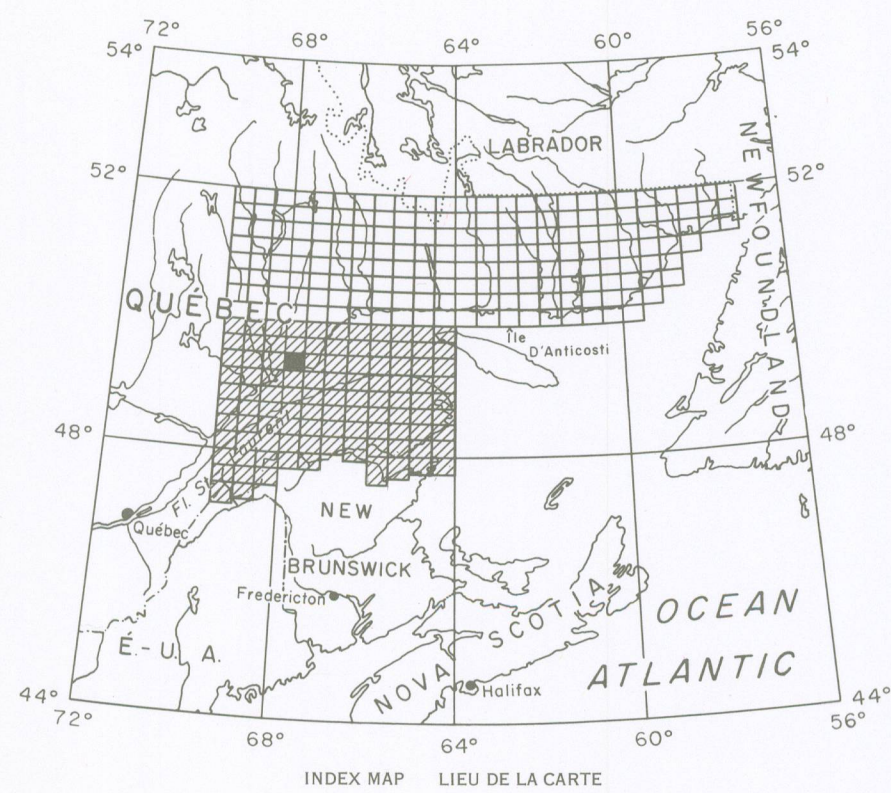 72°
68°
64°
60°
56°
54°
54°
LABRADOR
NEWFOUNDLAND
52°
52°
QUÉBEC
Île
D'Anticosti
48°
48°
Fl. St
Québec
NEW
BRUNSWICK
Fredericton
OCEAN
ATLANTIC
NOVA SCOTIA
É.-U. A.
Halifax
44°
44°
72°
68°
64°
60°
56°
INDEX MAP LIEU DE LA CARTE